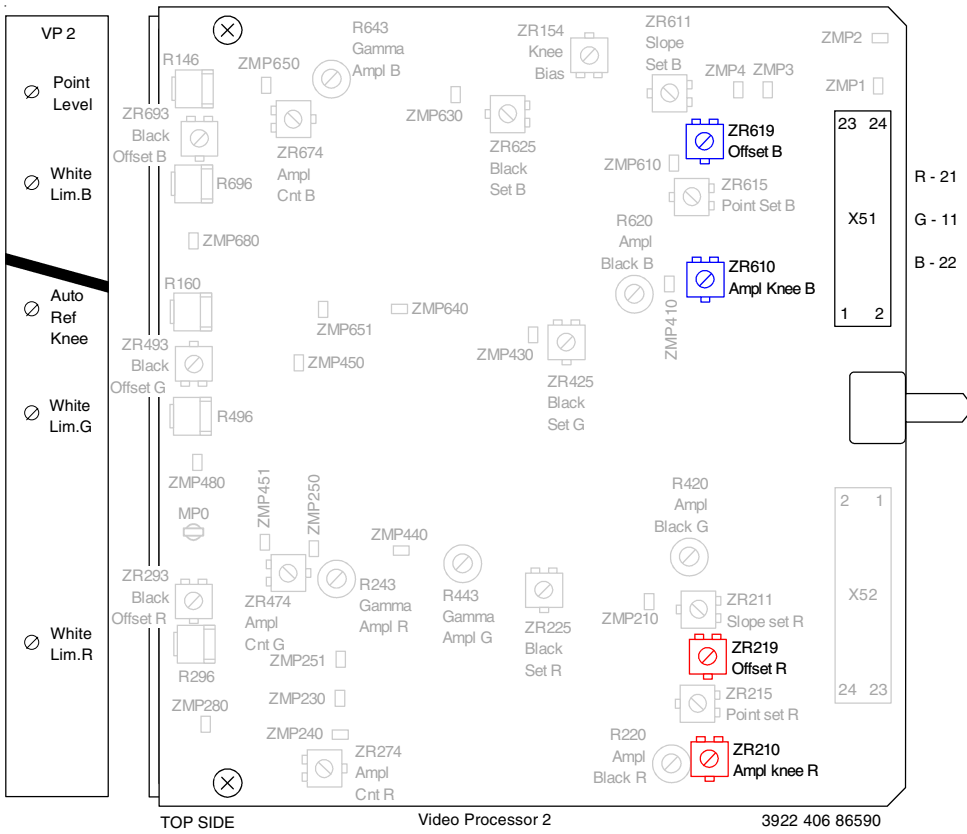 VP 2
Point
Level
White
Lim.B
Auto
Ref
Knee
White
Lim.G
White
Lim.R
R146
ZMP650
R643
Gamma
Ampl B
ZR154
Knee
Bias
ZR611
Slope
Set B
ZMP2
ZMP4
ZMP3
ZMP1
ZR693
Black
Offset B
ZR674
Ampl
Cnt B
ZMP630
ZR625
Black
Set B
ZR619
Offset B
23 24
R696
ZMP610
ZR615
Point Set B
X51
R - 21
G - 11
B - 22
ZMP680
R620
Ampl
Black B
ZR610
Ampl Knee B
1 2
R160
ZMP651
ZMP640
ZMP410
ZR493
Black
Offset G
ZMP450
ZMP430
ZR425
Black
Set G
R496
ZMP480
ZMP451
ZMP250
R420
Ampl
Black G
2 1
MP0
ZMP440
ZR293
Black
Offset R
ZR474
Ampl
Cnt G
R243
Gamma
Ampl R
R443
Gamma
Ampl G
ZR225
Black
Set R
ZMP210
ZR211
Slope set R
X52
ZR219
Offset R
R296
ZMP251
ZMP280
ZMP230
ZR215
Point set R
24 23
ZMP240
ZR274
Ampl
Cnt R
R220
Ampl
Black R
ZR210
Ampl knee R
TOP SIDE
Video Processor 2
3922 406 86590